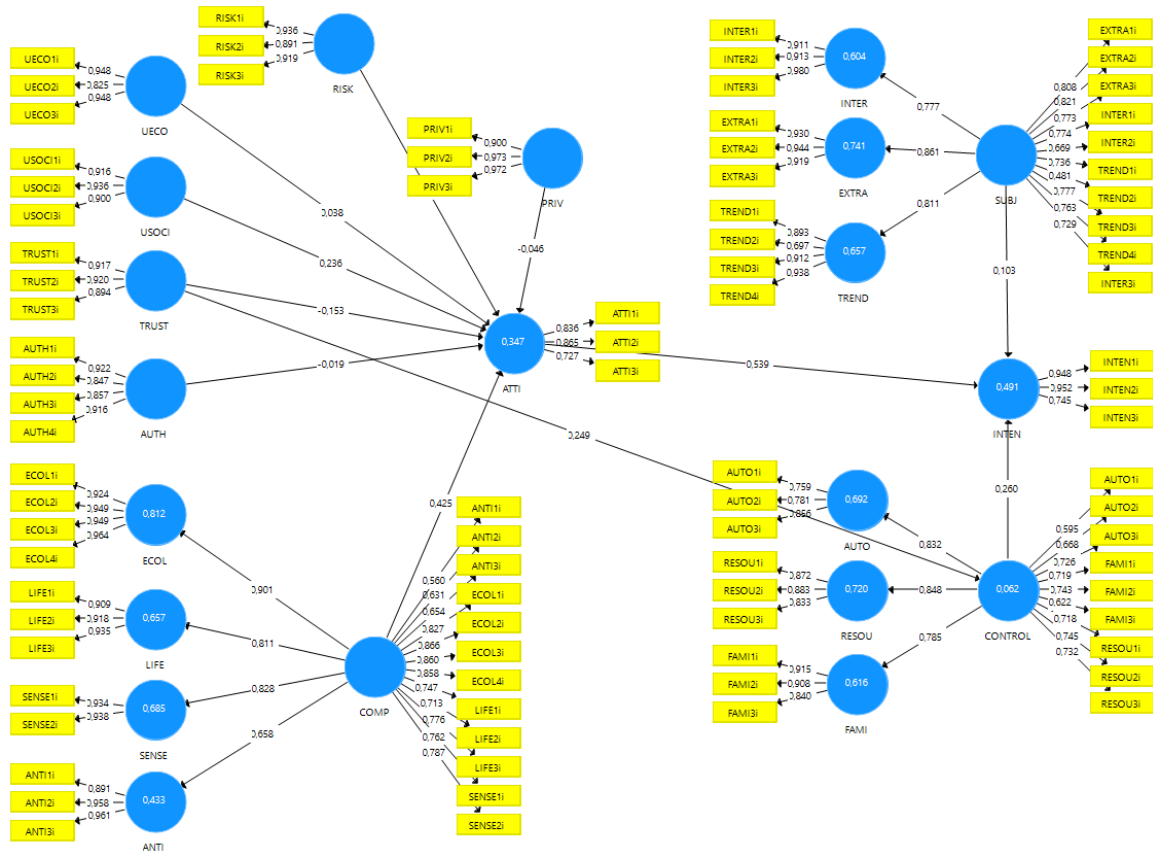 RISK1i
RISK2i
RISK3i
0,936
0,891
0,919
RISK
UECO1i
UECO2i
UECO3i
0,948
0,825
0,948
UECO
USOCI1i
USOCI2i
USOCI3i
0,916
0,936
0,900
USOCI
TRUST1i
TRUST2i
TRUST3i
0,917
0,920
0,894
TRUST
AUTH1i
AUTH2i
AUTH3i
AUTH4i
0,922
0,847
0,857
0,916
AUTH
ECOL1i
ECOL2i
ECOL3i
ECOL4i
0,924
0,949
0,949
0,964
0,812
ECOL
LIFE1i
LIFE2i
LIFE3i
0,909
0,918
0,935
0,657
LIFE
SENSE1i
SENSE2i
0,934
0,938
0,685
SENSE
ANTI1i
ANTI2i
ANTI3i
0,891
0,958
0,961
0,433
ANTI
PRIV1i
PRIV2i
PRIV3i
0,900
0,973
0,972
PRIV
0,038
0,236
-0,153
-0,019
-0,046
0,249
0,425
0,347
ATTI
0,836
0,865
0,727
ATTI1i
ATTI2i
ATTI3i
0,539
0,901
0,811
0,828
0,658
COMP
0,560
0,631
0,654
0,827
0,866
0,860
0,858
0,747
0,713
0,776
0,762
0,787
ANTI1i
ANTI2i
ANTI3i
ECOL1i
ECOL2i
ECOL3i
ECOL4i
LIFE1i
LIFE2i
LIFE3i
SENSE1i
SENSE2i
INTER1i
INTER2i
INTER3i
0,911
0,913
0,980
0,604
INTER
EXTRA1i
EXTRA2i
EXTRA3i
0,930
0,944
0,919
0,741
EXTRA
TREND1i
TREND2i
TREND3i
TREND4i
0,893
0,697
0,912
0,938
0,657
TREND
0,777
0,861
0,811
SUBJ
0,808
0,821
0,773
0,774
0,669
0,736
0,481
0,777
0,763
0,729
EXTRA1i
EXTRA2i
EXTRA3i
INTER1i
INTER2i
TREND1i
TREND2i
TREND3i
TREND4i
INTER3i
0,103
0,491
INTEN
0,948
0,952
0,745
INTEN1i
INTEN2i
INTEN3i
0,260
AUTO1i
AUTO2i
AUTO3i
0,759
0,781
0,856
0,692
AUTO
RESOU1i
RESOU2i
RESOU3i
0,872
0,883
0,833
0,720
RESOU
FAMI1i
FAMI2i
FAMI3i
0,915
0,908
0,840
0,616
FAMI
0,832
0,848
0,785
0,062
CONTROL
0,595
0,668
0,726
0,719
0,743
0,622
0,718
0,745
0,732
AUTO1i
AUTO2i
AUTO3i
FAMI1i
FAMI2i
FAMI3i
RESOU1i
RESOU2i
RESOU3i